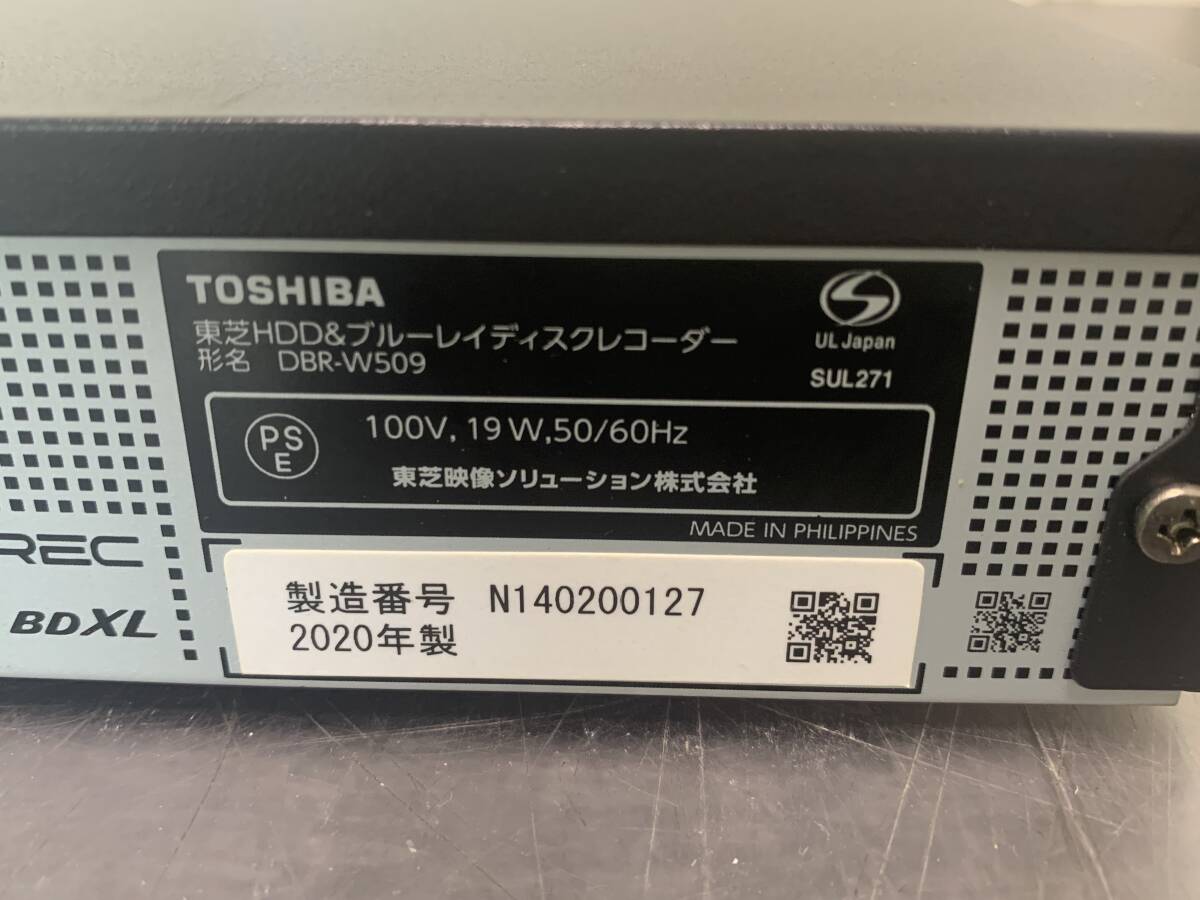 TOSHIBA
東芝HDD&ブルーレイディスクレコーダー
形名 DBR-W509
UL Japan
SUL271
PS
E
100V, 19W, 50/60Hz
東芝映像ソリューション株式会社
MADE IN PHILIPPINES
REC
BDXL
製造番号 N140200127
2020年製